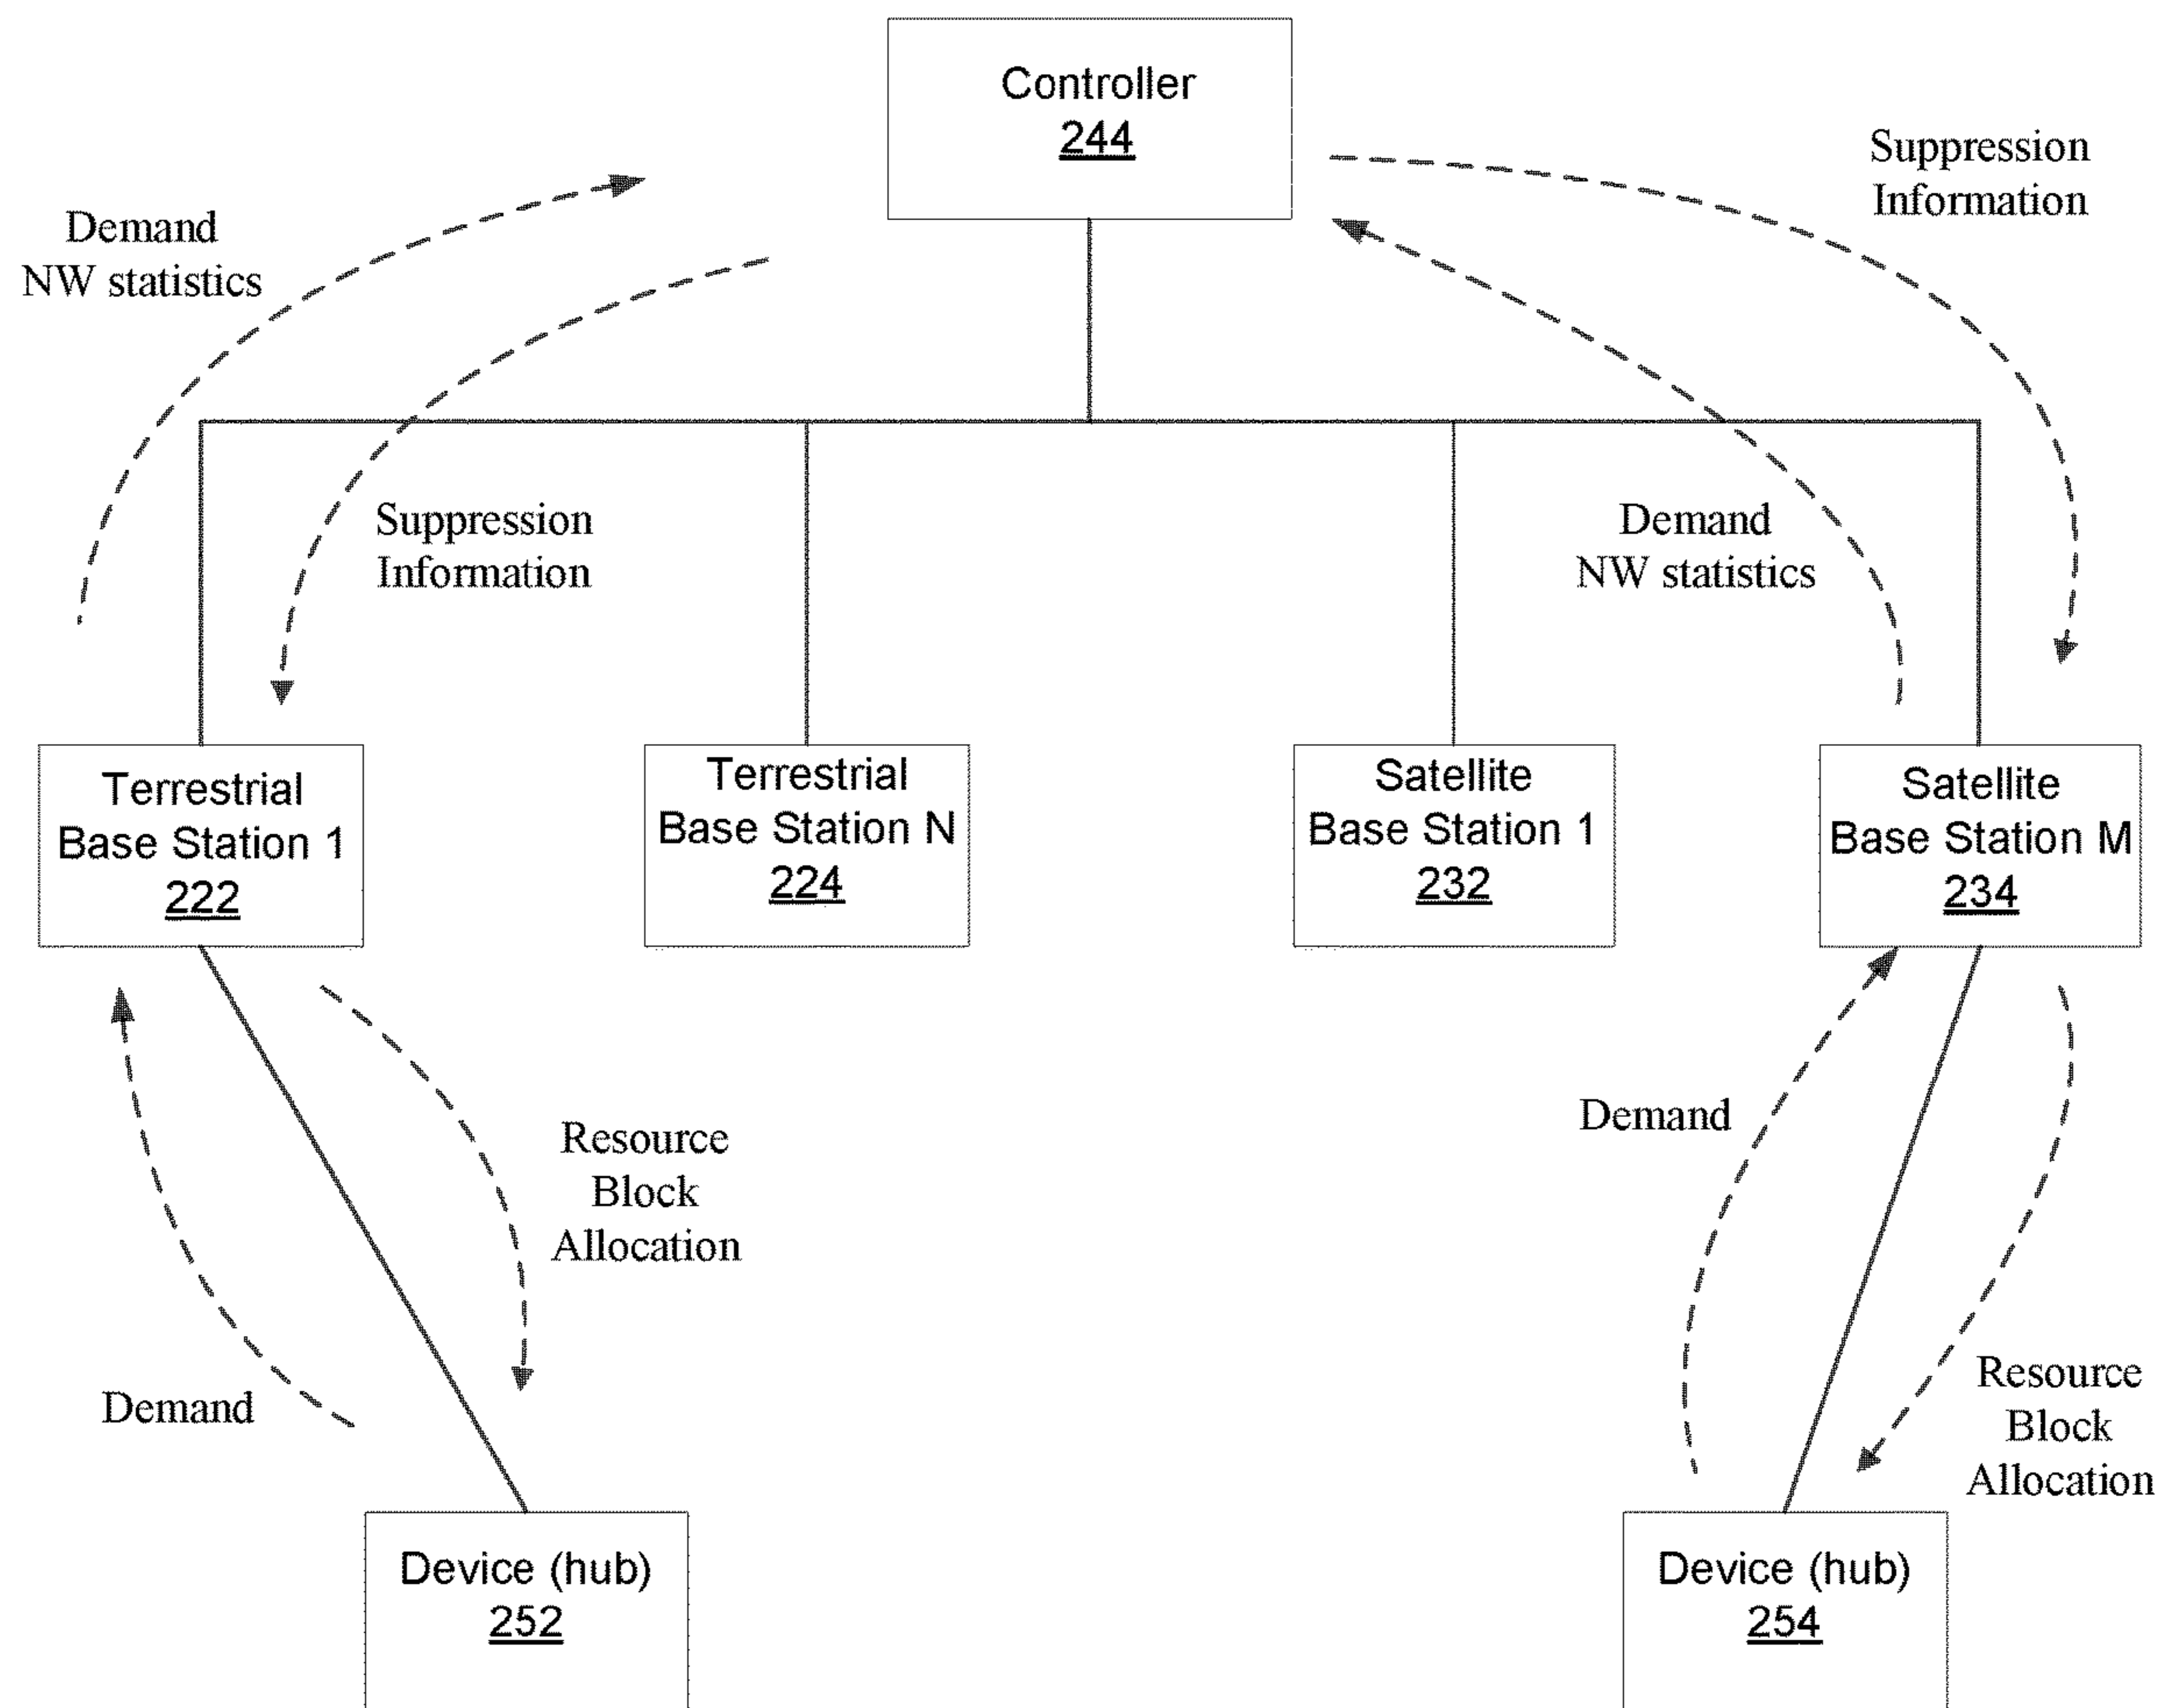 Controller
244
Suppression
Information
Demand
NW statistics
Suppression
Information
Demand
NW statistics
Terrestrial
Base Station 1
222
Terrestrial
Base Station N
224
Satellite
Base Station 1
232
Satellite
Base Station M
234
Resource
Block
Allocation
Demand
Demand
Resource
Block
Allocation
Device (hub)
252
Device (hub)
254